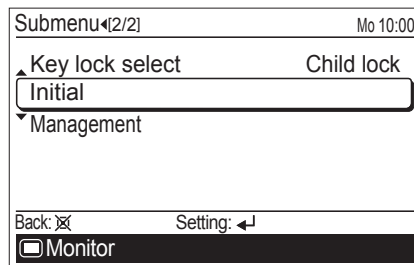 Submenu◂[2/2] Mo 10:00
Key lock select Child lock
Initial
Management
Back: Setting:
Monitor